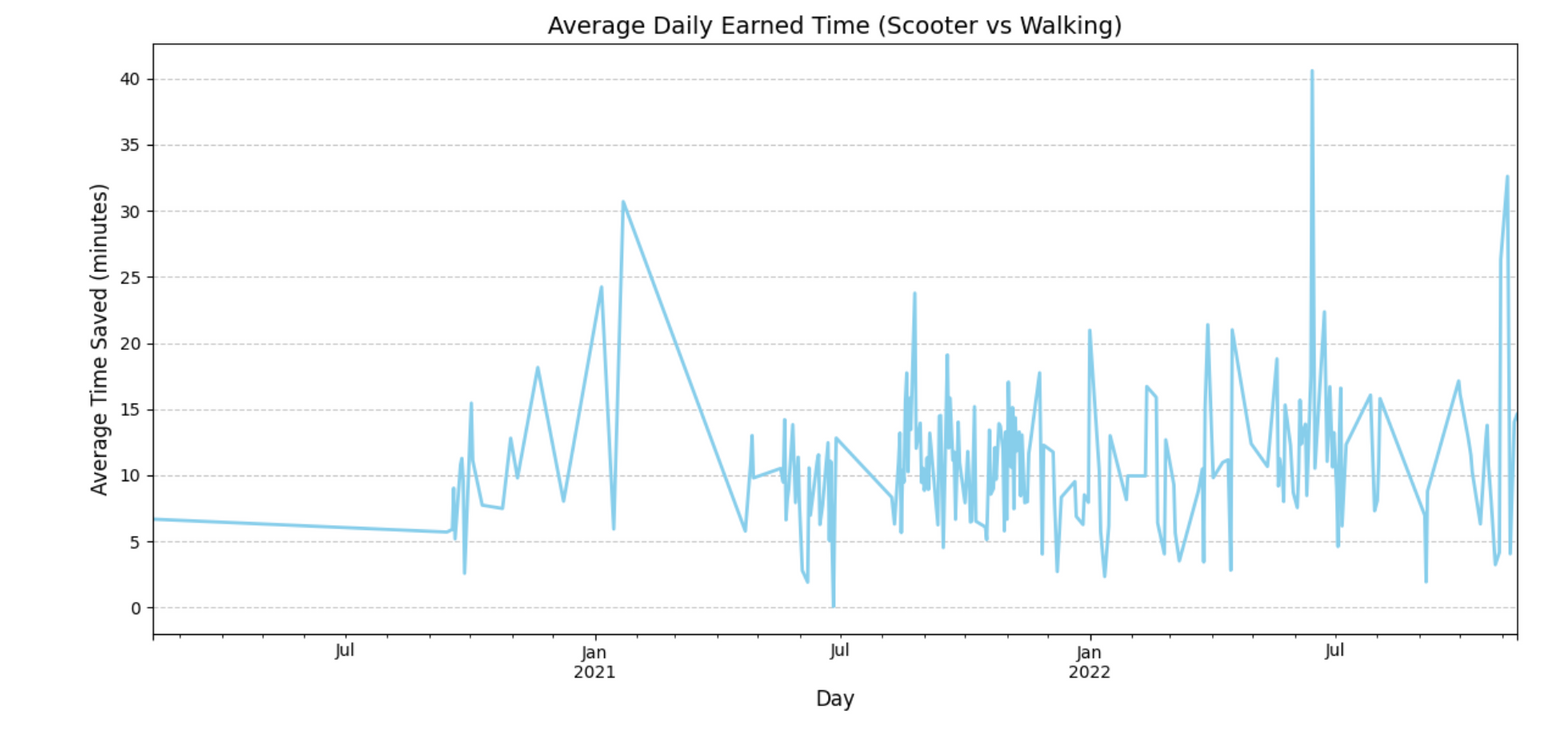 Average Daily Earned Time (Scooter vs Walking)
Average Time Saved (minutes)
40
35
30
25
20
15
10
5
0
Jul
Jan
2021
Jul
Jan
2022
Jul
Day